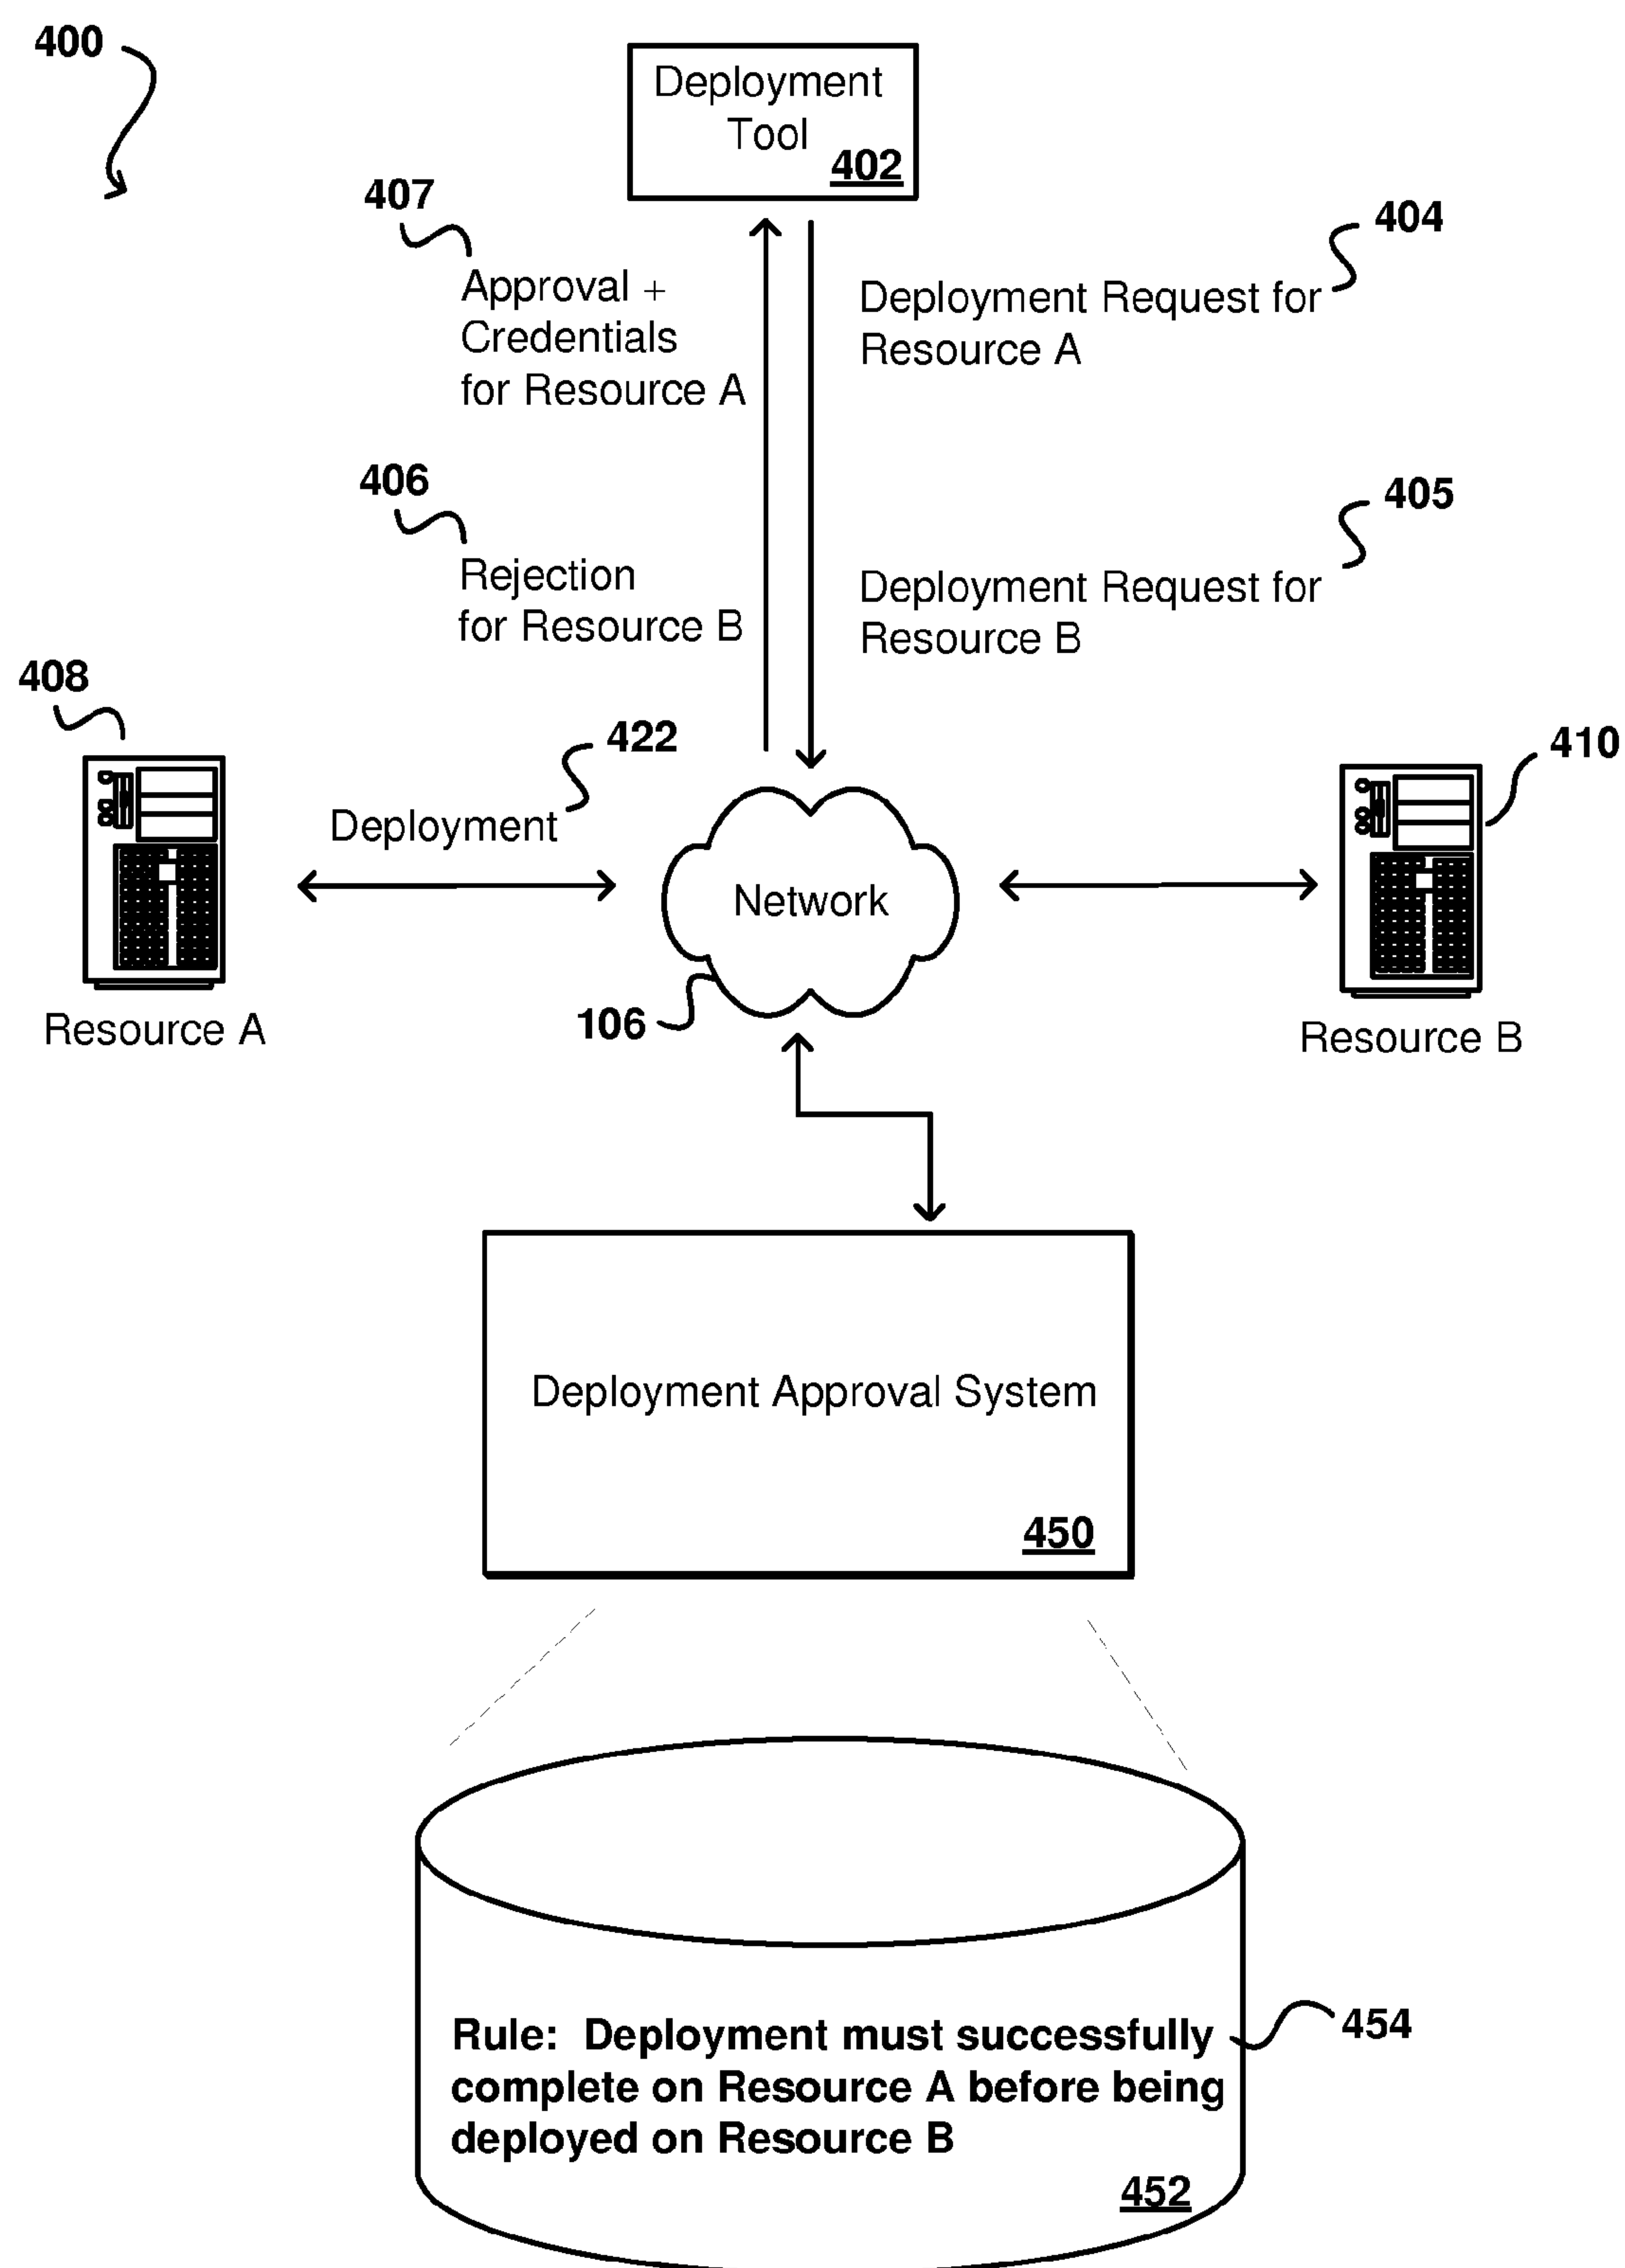 400
Deployment
Tool
402
407
404
Approval +
Credentials
for Resource A
Deployment Request for
Resource A
406
405
Rejection
for Resource B
Deployment Request for
Resource B
408
422
410
Deployment
Network
106
Resource A
Resource B
Deployment Approval System
450
Rule: Deployment must successfully
complete on Resource A before being
deployed on Resource B
454
452